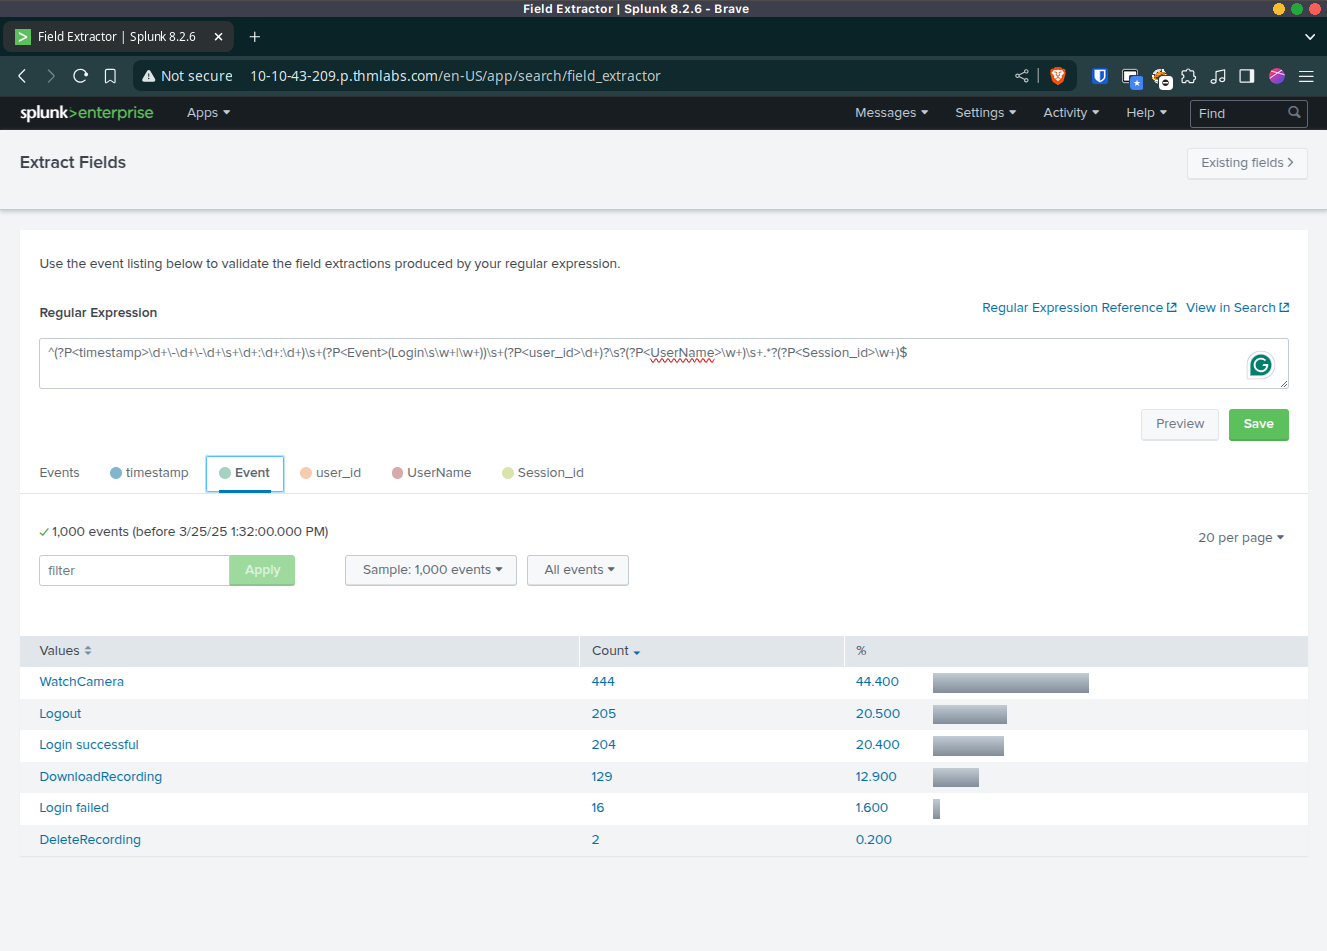 Field Extractor | Splunk 8.2.6 - Brave
Field Extractor | Splunk 8.2.6
Not secure 10-10-43-209.p.thmlabs.com/en-US/app/search/field_extractor
splunk>enterprise Apps Messages Settings Activity Help Find
Extract Fields Existing fields
Use the event listing below to validate the field extractions produced by your regular expression.
Regular Expression Regular Expression Reference View in Search
^(?P<timestamp>\d+\-\d+\-\d+\s+\d+:\d+:\d+)\s+(?P<Event>(Login\s\w+|\w+))\s+(?P<user_id>\d+)?\s?(?P<UserName>\w+)\s+.*?(?P<Session_id>\w+)$
Preview Save
Events timestamp Event user_id UserName Session_id
1,000 events (before 3/25/25 1:32:00.000 PM)
20 per page
filter Apply Sample: 1,000 events All events
Values Count %
WatchCamera 444 44.400
Logout 205 20.500
Login successful 204 20.400
DownloadRecording 129 12.900
Login failed 16 1.600
DeleteRecording 2 0.200